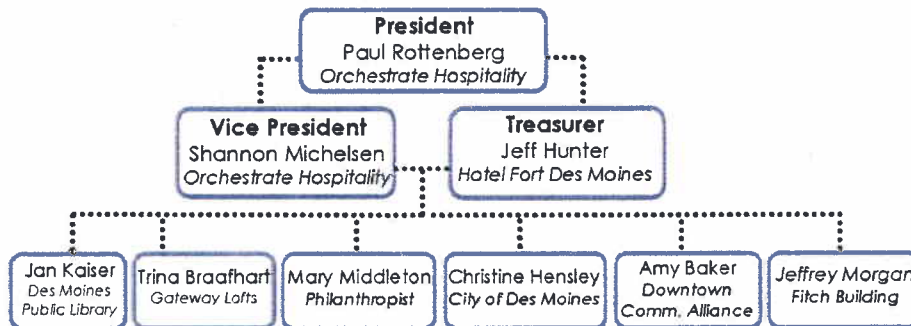 President
Paul Rottenberg
Orchestrate Hospitality
Vice President
Shannon Michelsen
Orchestrate Hospitality
Treasurer
Jeff Hunter
Hotel Fort Des Moines
Jan Kaiser
Des Moines
Public Library
Trina Braafhart
Gateway Lofts
Mary Middleton
Philanthropist
Christine Hensley
City of Des Moines
Amy Baker
Downtown
Comm. Alliance
Jeffrey Morgan
Fitch Building